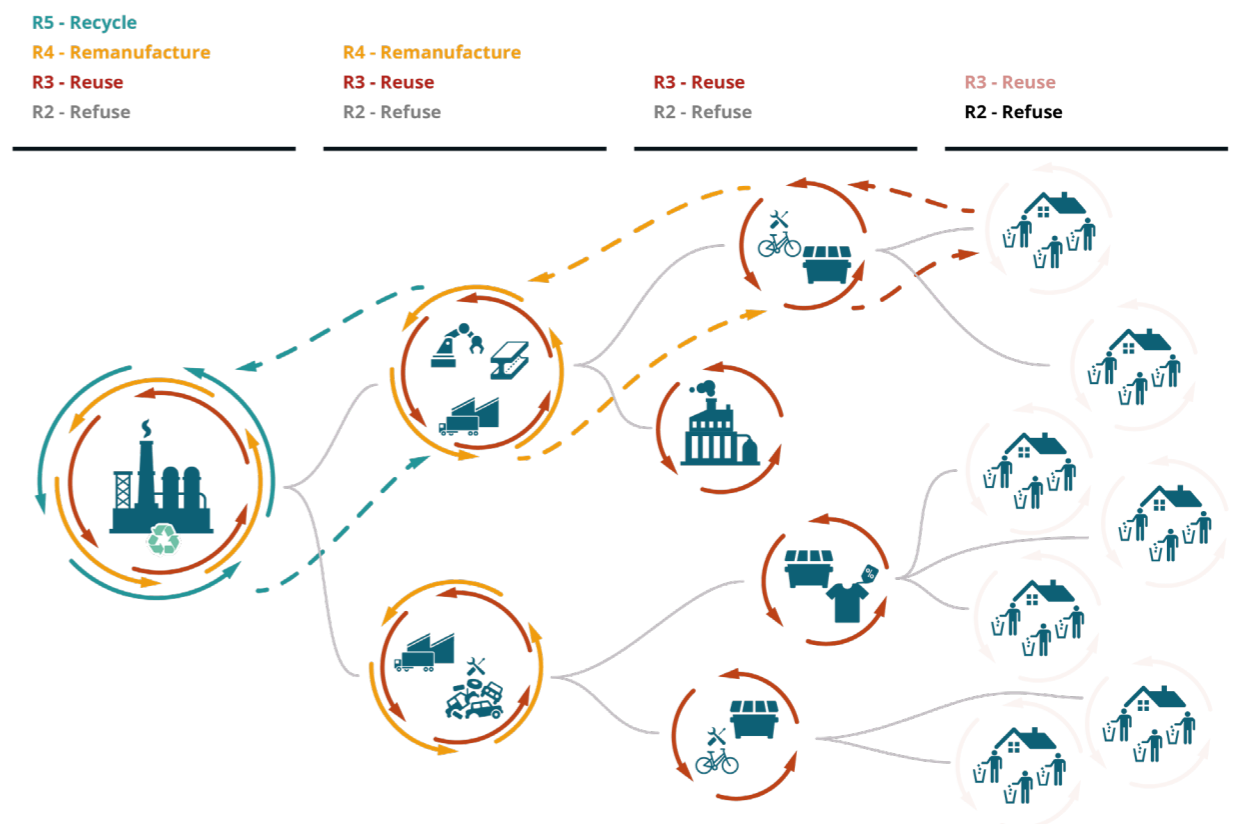 R5 - Recycle
R4 - Remanufacture
R3 - Reuse
R2 - Refuse
R4 - Remanufacture
R3 - Reuse
R2 - Refuse
R3 - Reuse
R2 - Refuse
R3 - Reuse
R2 - Refuse
%